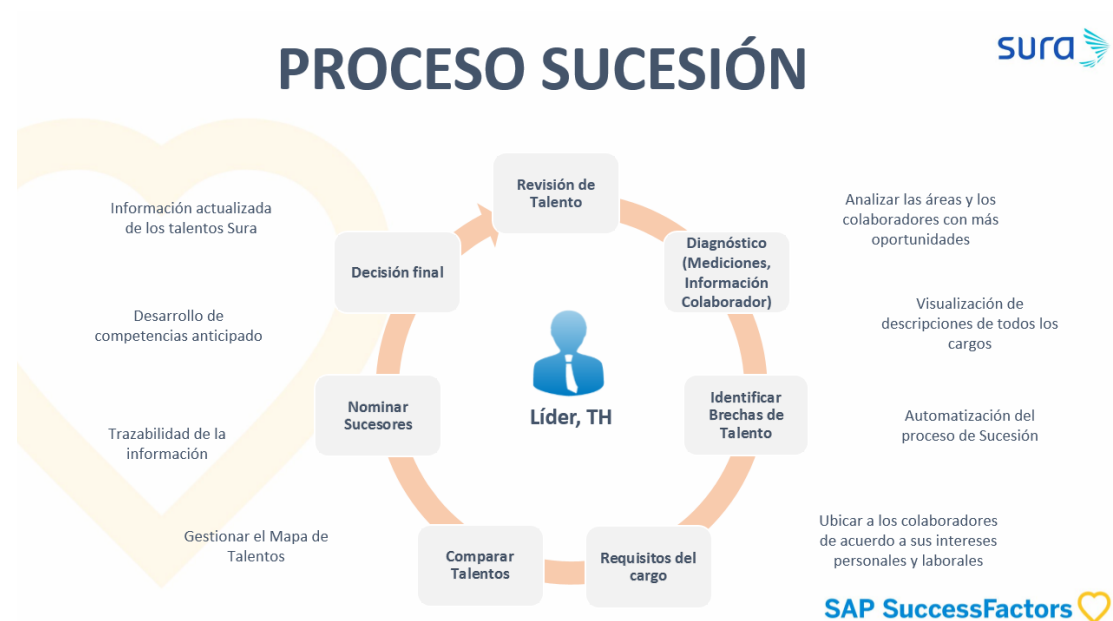 PROCESO SUCESIÓN
sura
Revisión de
Talento
Diagnóstico
(Mediciones,
Información
Colaborador)
Identificar
Brechas de
Talento
Requisitos del
cargo
Comparar
Talentos
Nominar
Sucesores
Decisión final
Líder, TH
Información actualizada
de los talentos Sura
Desarrollo de
competencias anticipado
Trazabilidad de la
información
Gestionar el Mapa de
Talentos
Analizar las áreas y los
colaboradores con más
oportunidades
Visualización de
descripciones de todos los
cargos
Automatización del
proceso de Sucesión
Ubicar a los colaboradores
de acuerdo a sus intereses
personales y laborales
SAP SuccessFactors